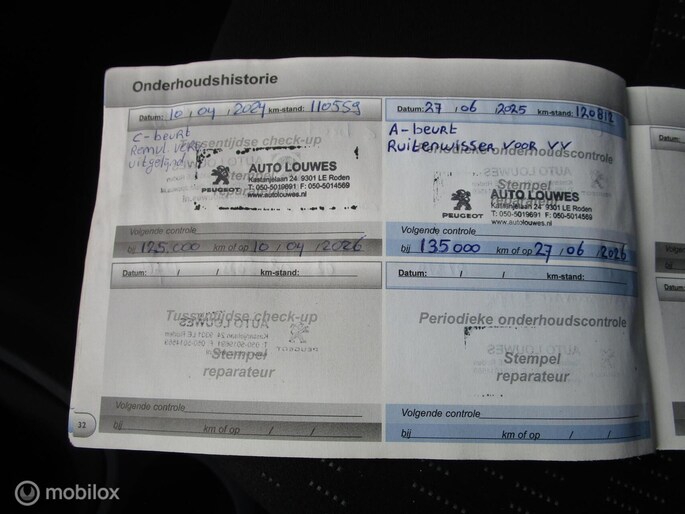 Onderhoudshistorie
Datum: 10 / 04 / 2024 km-stand: 110559
C-beurt
Remvl. VERV
uitgeland
Tussentijdse check-up
PEUGEOT
AUTO LOUWES
Kastanjelaan 24 9301 LE Roden
T: 050-5019691 F: 050-5014569
www.autolouwes.nl
Volgende controle
bij 125.000 km of op 10 / 04 / 2026
Datum: 27 / 06 / 2025 km-stand: 120812
A-beurt
Ruitenwisser voor VV
Periodieke onderhoudscontrole
Stempel
reparateur
PEUGEOT
AUTO LOUWES
Kastanjelaan 24 9301 LE Roden
T: 050-5019691 F: 050-5014569
www.autolouwes.nl
Volgende controle
bij 135000 km of op 27 / 06 / 2026
Datum: / / km-stand:
Tussentijdse check-up
Stempel
reparateur
Volgende controle
bij km of op / /
Datum: / / km-stand:
Periodieke onderhoudscontrole
Stempel
reparateur
Volgende controle
bij km of op / /
32
mobilox